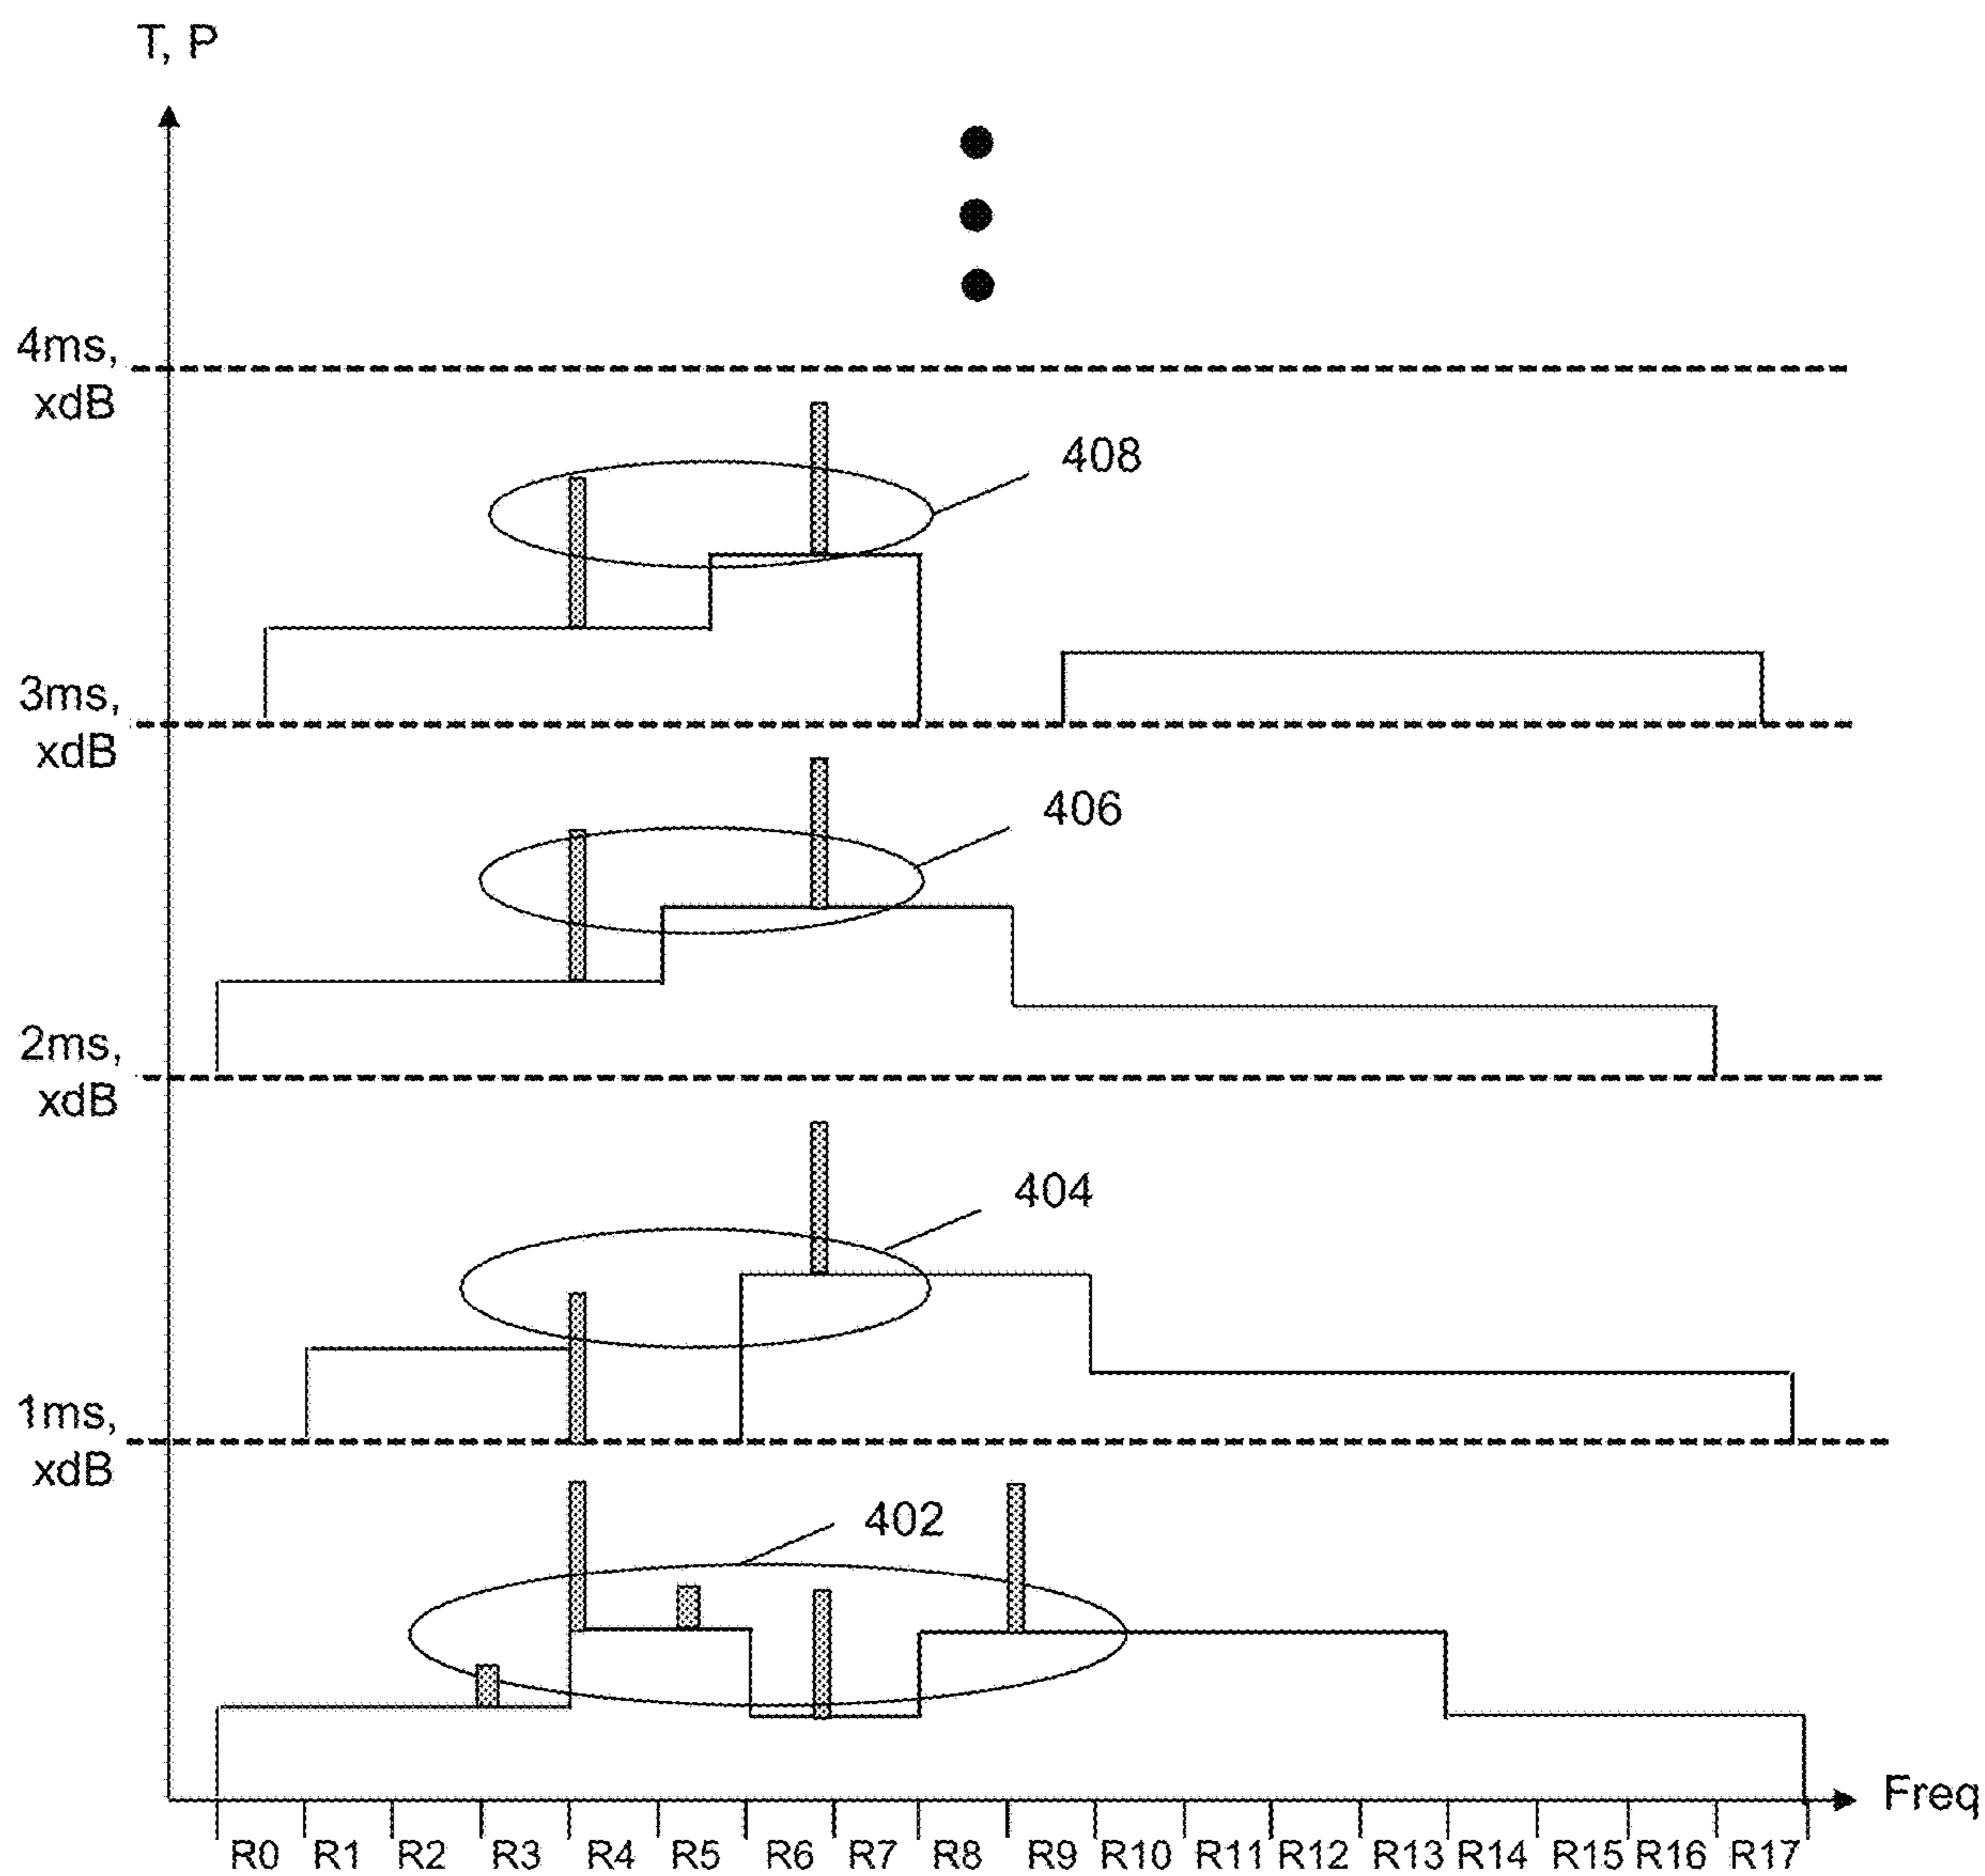 T, P
4ms,
xdB
408
3ms,
xdB
406
2ms,
xdB
404
1ms,
xdB
402
Freq
R0 R1 R2 R3 R4 R5 R6 R7 R8 R9 R10 R11 R12 R13 R14 R15 R16 R17